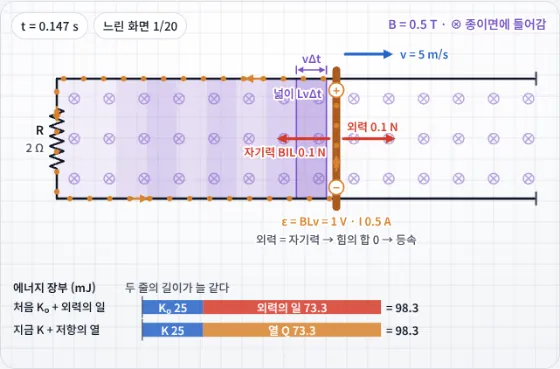 t = 0.147 s
느린 화면 1/20
B = 0.5 T · ⊗ 종이면에 들어감
vΔt
v = 5 m/s
넓이 LvΔt
+
R
2 Ω
외력 0.1 N
자기력 BIL 0.1 N
−
ε = BLv = 1 V · I 0.5 A
외력 = 자기력 → 힘의 합 0 → 등속
에너지 장부 (mJ)
두 줄의 길이가 늘 같다
처음 K₀ + 외력의 일
K₀ 25
외력의 일 73.3
= 98.3
지금 K + 저항의 열
K 25
열 Q 73.3
= 98.3